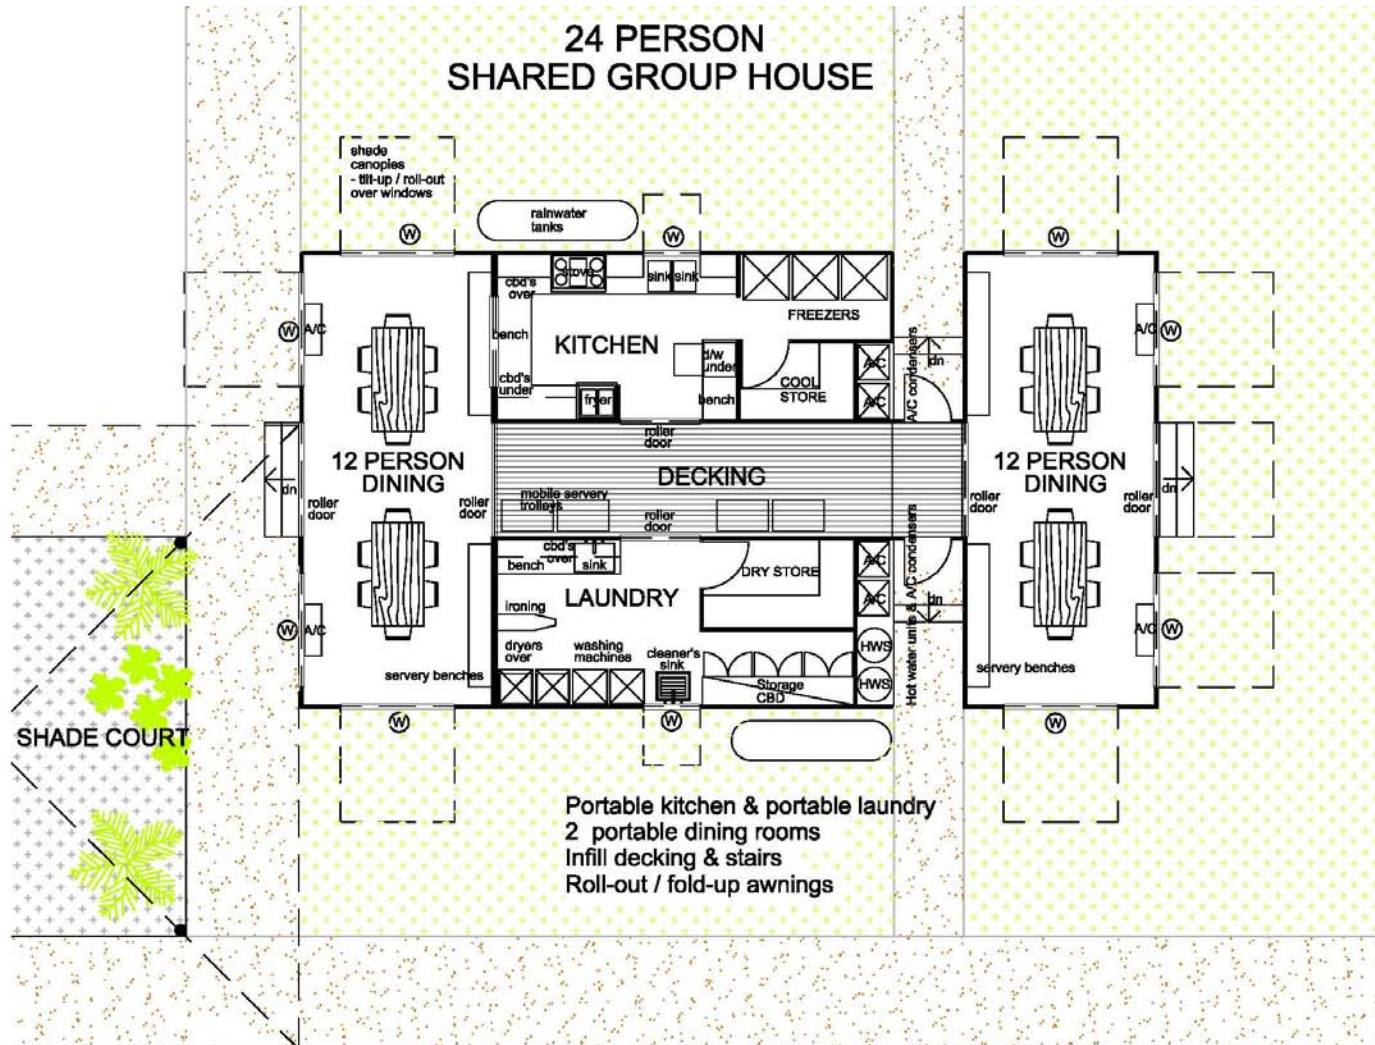 24 PERSON
SHARED GROUP HOUSE
shade
canopies
- tilt-up / roll-out
over windows
rainwater
tanks
W
W
W
stove
sink
sink
cbd's
over
FREEZERS
W
A/C
bench
KITCHEN
d/w
under
COOL
STORE
A/C
A/C
A/C condensers
dn
A/C
W
cbd's
under
fryer
bench
roller
door
12 PERSON
DINING
DECKING
12 PERSON
DINING
dn
roller
door
roller
door
mobile servery
trolleys
roller
door
roller
door
roller
door
dn
cbd's
over
bench
sink
DRY STORE
A/C
A/C
Hot water units & A/C condensers
dn
LAUNDRY
ironing
W
A/C
A/C
W
dryers
over
washing
machines
cleaner's
sink
HWS
HWS
servery benches
Storage
CBD
servery benches
W
W
W
SHADE COURT
Portable kitchen & portable laundry
2 portable dining rooms
Infill decking & stairs
Roll-out / fold-up awnings